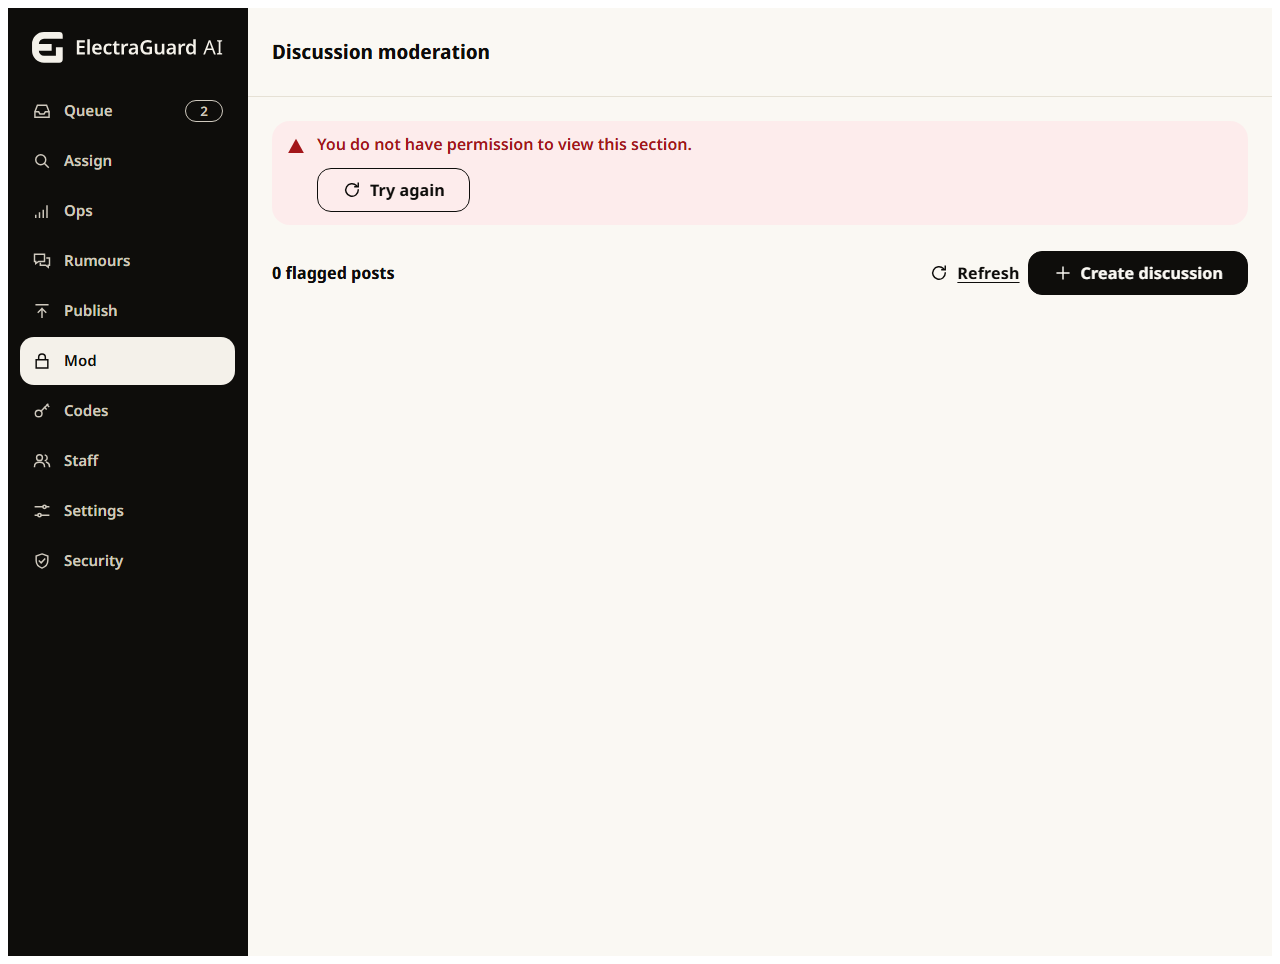 ElectraGuard AI
Queue 2
Assign
Ops
Rumours
Publish
Mod
Codes
Staff
Settings
Security
Discussion moderation
You do not have permission to view this section.
Try again
0 flagged posts
Refresh
Create discussion